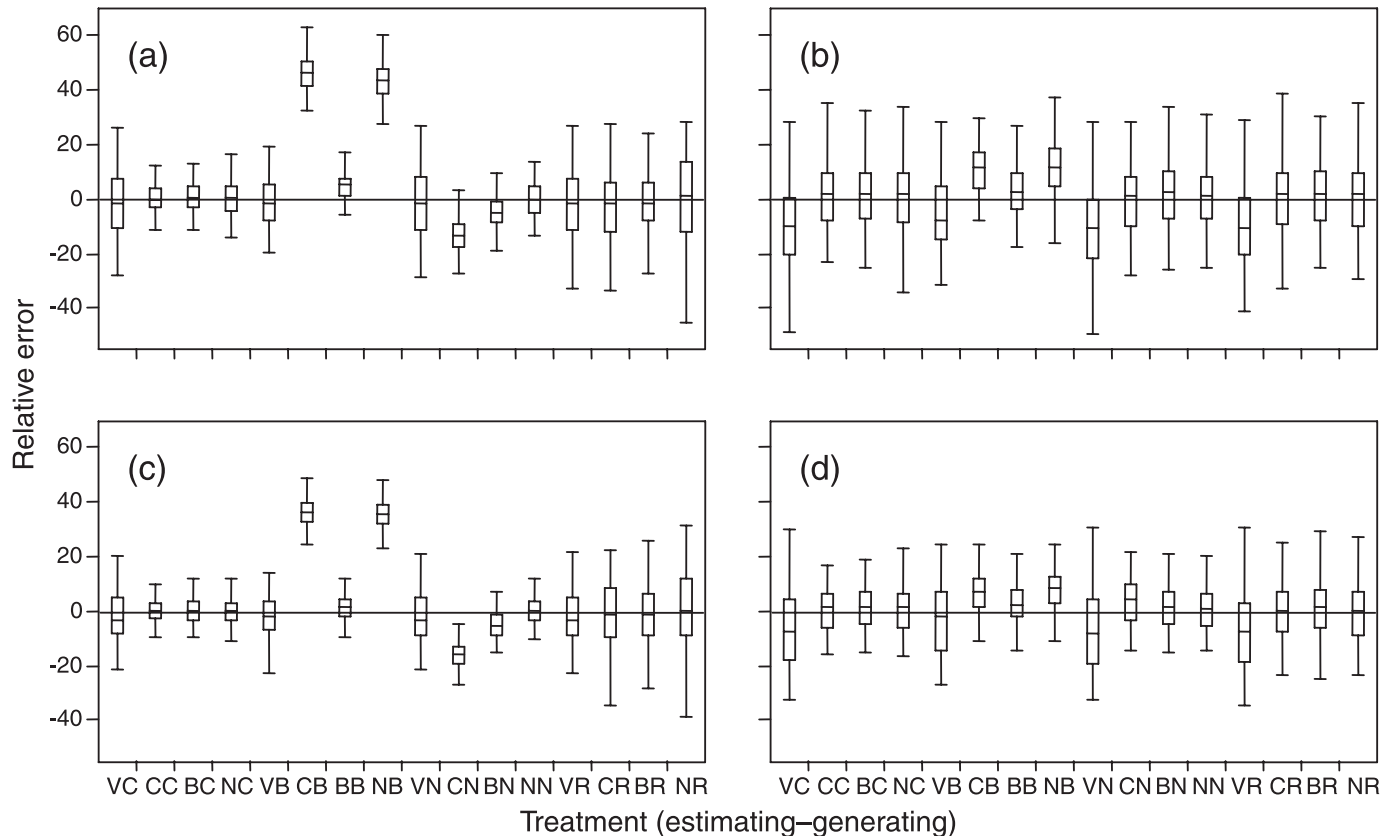 (a)
(b)
60
40
20
0
-20
-40
Relative error
(c)
(d)
60
40
20
0
-20
-40
VC CC BC NC VB CB BB NB VN CN BN NN VR CR BR NR
VC CC BC NC VB CB BB NB VN CN BN NN VR CR BR NR
Treatment (estimating–generating)